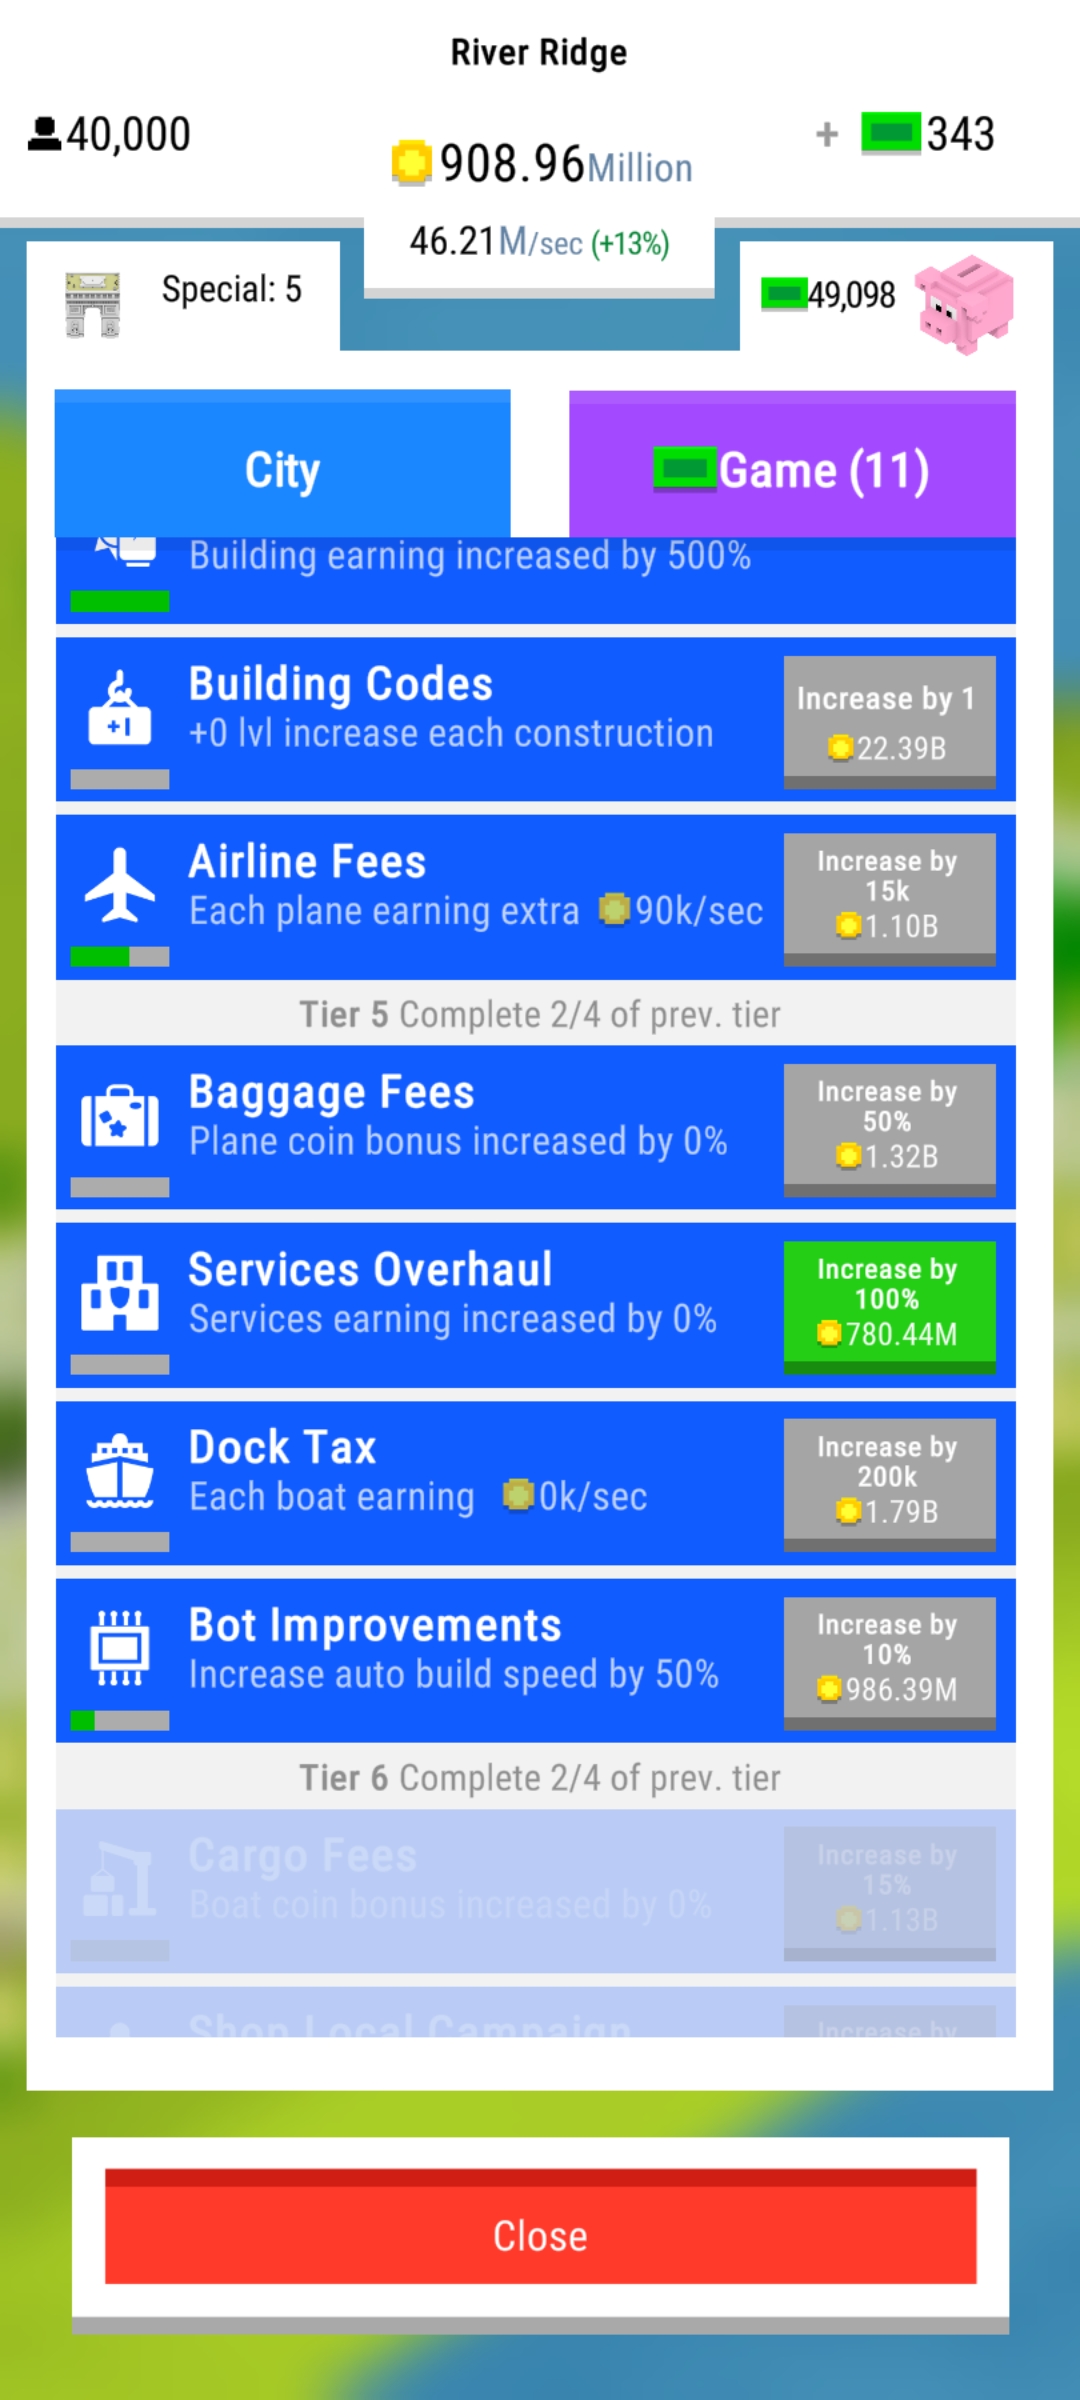 River Ridge
40,000
908.96Million
+ 343
46.21M/sec (+13%)
Special: 5
49,098
City
Game (11)
Building earning increased by 500%
Building Codes
+0 lvl increase each construction
+1
Increase by 1
22.39B
Airline Fees
Each plane earning extra 90k/sec
Increase by
15k
1.10B
Tier 5 Complete 2/4 of prev. tier
Baggage Fees
Plane coin bonus increased by 0%
Increase by
50%
1.32B
Services Overhaul
Services earning increased by 0%
Increase by
100%
780.44M
Dock Tax
Each boat earning 0k/sec
Increase by
200k
1.79B
Bot Improvements
Increase auto build speed by 50%
Increase by
10%
986.39M
Tier 6 Complete 2/4 of prev. tier
Cargo Fees
Boat coin bonus increased by 0%
Increase by
15%
1.13B
Shop Local Campaign
Increase by
Close